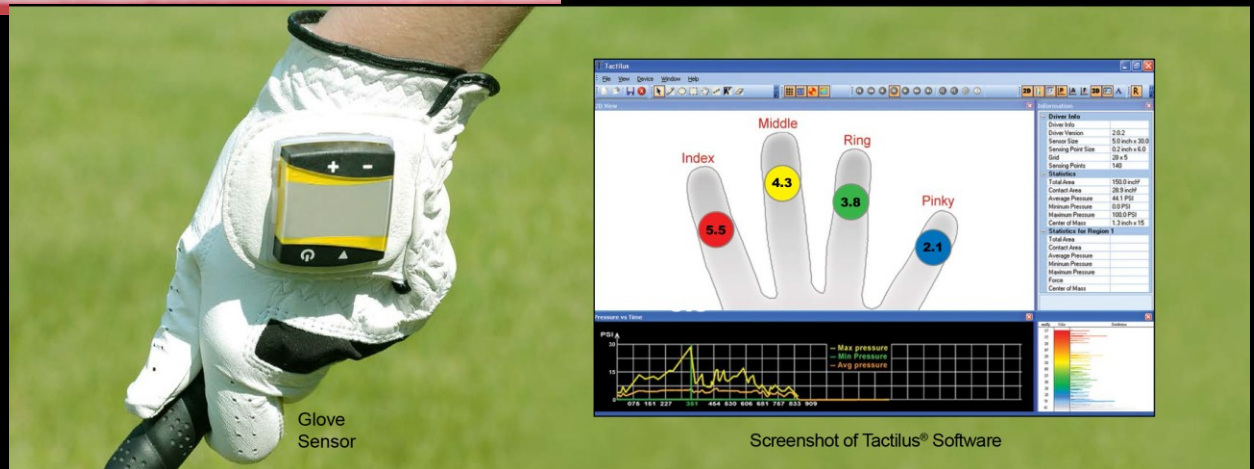 Glove
Sensor
Tactilus
File View Device Window Help
2D View
Index
Middle
Ring
Pinky
5.5
4.3
3.8
2.1
Information
Driver Info
Driver Info
Driver Version 2.0.2
Sensor Size 5.0 inch x 30.0
Sensing Point Size 0.2 inch x 6.0
Grid 28 x 5
Sensing Points 140
Statistics
Total Area 150.0 inch²
Contact Area 28.9 inch²
Average Pressure 44.1 PSI
Minimum Pressure 0.0 PSI
Maximum Pressure 100.0 PSI
Center of Mass 1.3 inch x 15
Statistics for Region 1
Total Area
Contact Area
Average Pressure
Minimum Pressure
Maximum Pressure
Force
Center of Mass
Pressure vs Time
PSI
30
15
Max pressure
Min Pressure
Avg pressure
075 151 227 351 454 530 606 681 757 833 909
Screenshot of Tactilus® Software